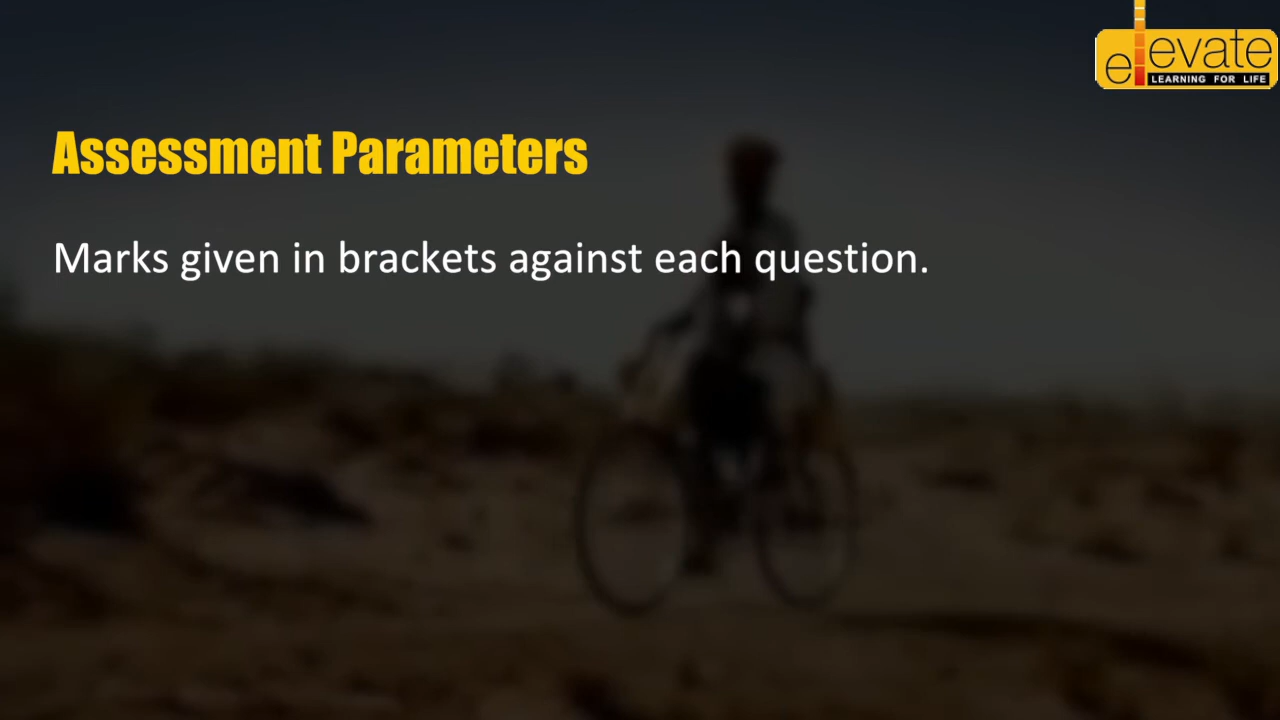 elevate
LEARNING FOR LIFE
Assessment Parameters
Marks given in brackets against each question.